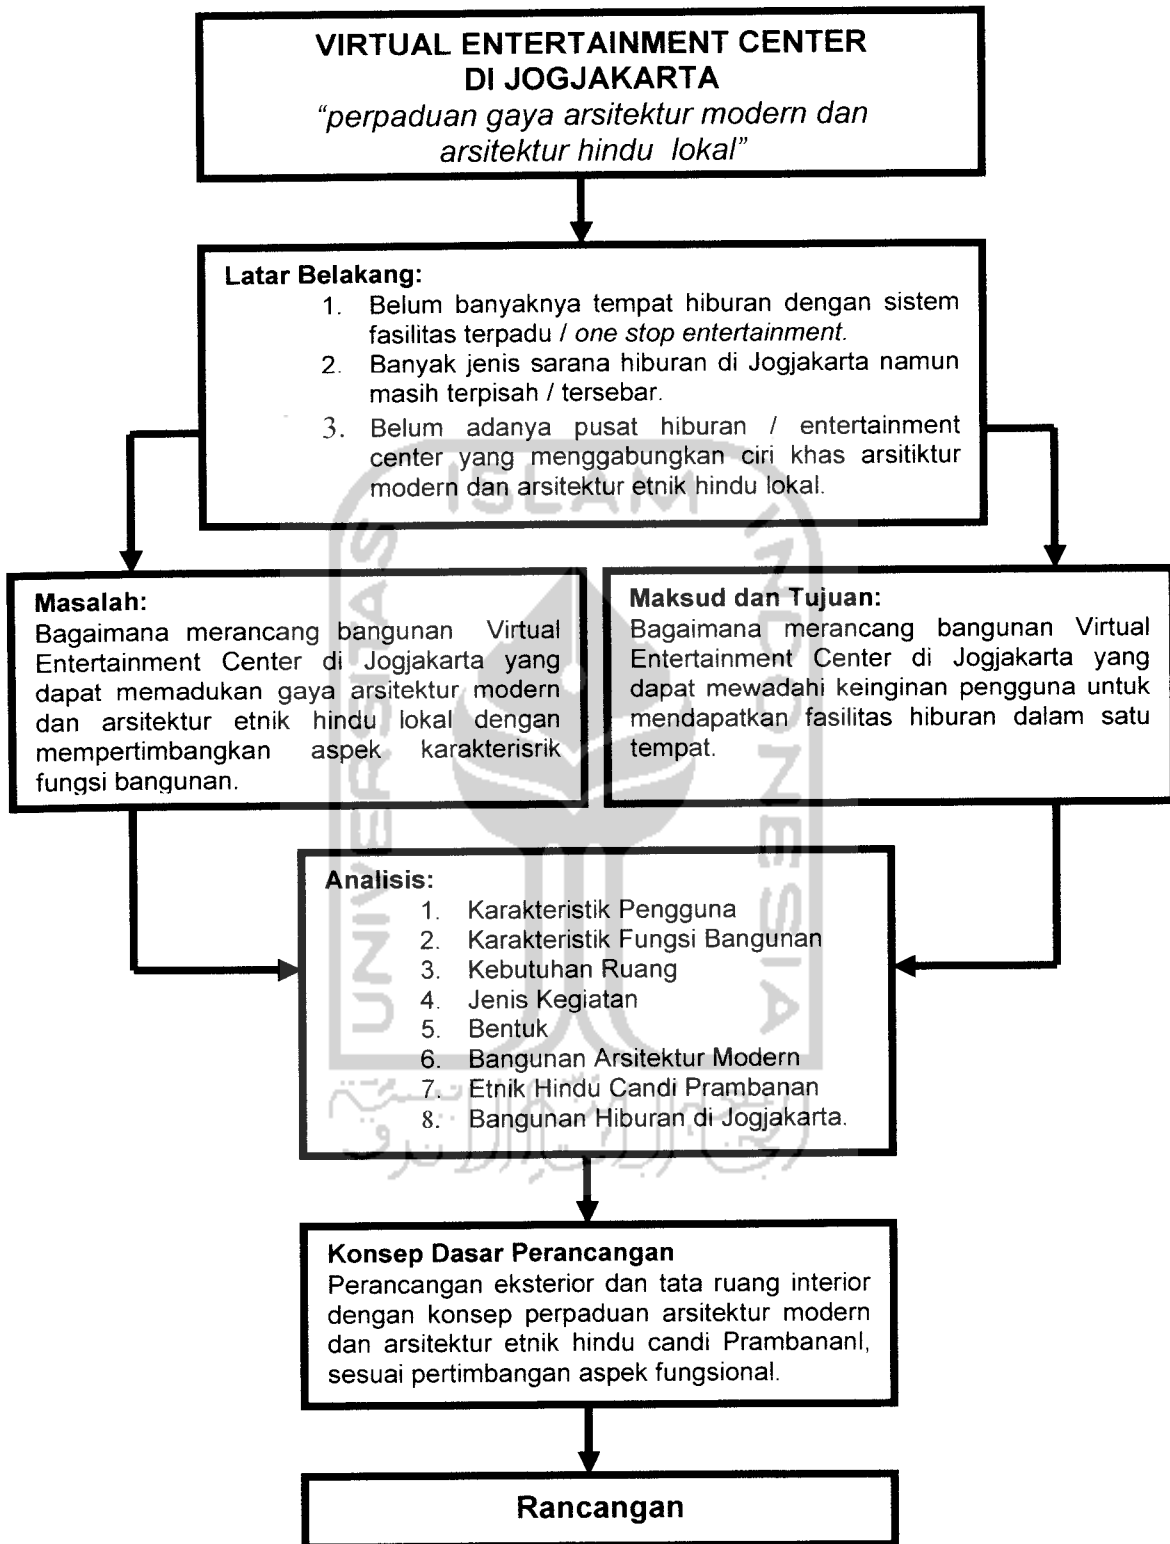 VIRTUAL ENTERTAINMENT CENTER
DI JOGJAKARTA
“perpaduan gaya arsitektur modern dan
arsitektur hindu lokal”
Latar Belakang:
1. Belum banyaknya tempat hiburan dengan sistem
fasilitas terpadu / one stop entertainment.
2. Banyak jenis sarana hiburan di Jogjakarta namun
masih terpisah / tersebar.
3. Belum adanya pusat hiburan / entertainment
center yang menggabungkan ciri khas arsitiktur
modern dan arsitektur etnik hindu lokal.
Masalah:
Bagaimana merancang bangunan Virtual
Entertainment Center di Jogjakarta yang
dapat memadukan gaya arsitektur modern
dan arsitektur etnik hindu lokal dengan
mempertimbangkan aspek karakterisrik
fungsi bangunan.
Maksud dan Tujuan:
Bagaimana merancang bangunan Virtual
Entertainment Center di Jogjakarta yang
dapat mewadahi keinginan pengguna untuk
mendapatkan fasilitas hiburan dalam satu
tempat.
Analisis:
1. Karakteristik Pengguna
2. Karakteristik Fungsi Bangunan
3. Kebutuhan Ruang
4. Jenis Kegiatan
5. Bentuk
6. Bangunan Arsitektur Modern
7. Etnik Hindu Candi Prambanan
8. Bangunan Hiburan di Jogjakarta.
Konsep Dasar Perancangan
Perancangan eksterior dan tata ruang interior
dengan konsep perpaduan arsitektur modern
dan arsitektur etnik hindu candi Prambananl,
sesuai pertimbangan aspek fungsional.
Rancangan
UNIVERSITAS
ISLAM
INDONESIA